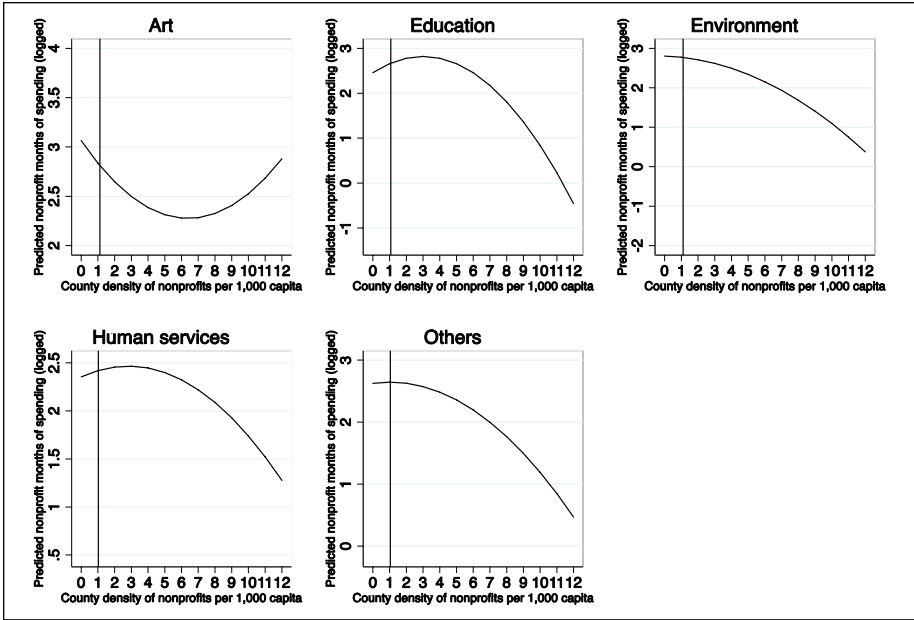 Art
Predicted nonprofit months of spending (logged)
4
3.5
3
2.5
2
0 1 2 3 4 5 6 7 8 9 10 11 12
County density of nonprofits per 1,000 capita
Education
Predicted nonprofit months of spending (logged)
3
2
1
0
-1
0 1 2 3 4 5 6 7 8 9 10 11 12
County density of nonprofits per 1,000 capita
Environment
Predicted nonprofit months of spending (logged)
3
2
1
0
-1
-2
0 1 2 3 4 5 6 7 8 9 10 11 12
County density of nonprofits per 1,000 capita
Human services
Predicted nonprofit months of spending (logged)
2.5
2
1.5
1
.5
0 1 2 3 4 5 6 7 8 9 10 11 12
County density of nonprofits per 1,000 capita
Others
Predicted nonprofit months of spending (logged)
3
2
1
0
0 1 2 3 4 5 6 7 8 9 10 11 12
County density of nonprofits per 1,000 capita